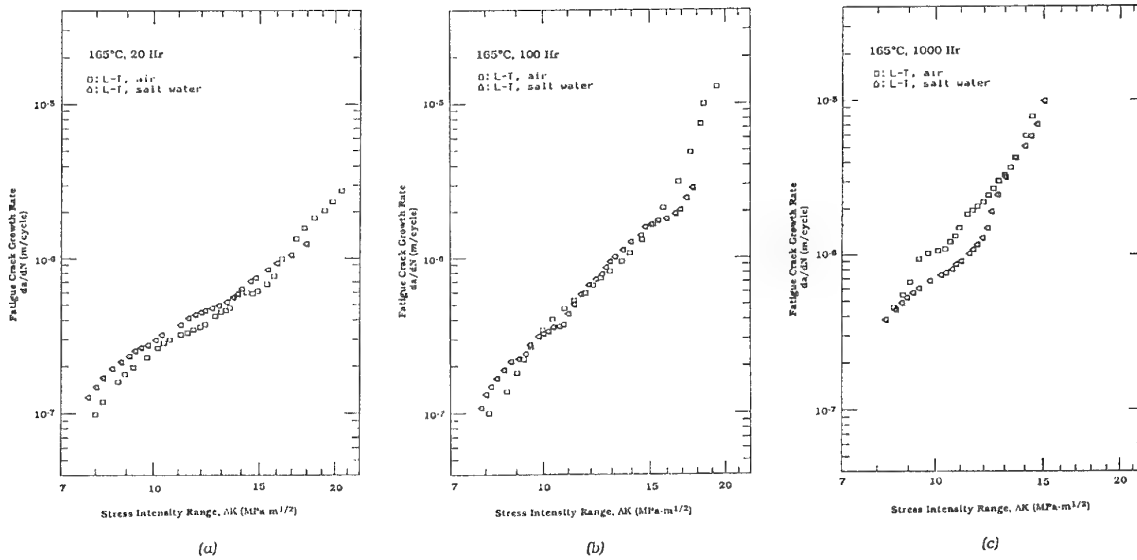 165°C, 20 Hr
□: L-T, air
△: L-T, salt water
10-5
10-6
10-7
Fatigue Crack Growth Rate
da/dN (m/cycle)
7
10
15
20
Stress Intensity Range, ΔK (MPa·m1/2)
(a)
165°C, 100 Hr
□: L-T, air
△: L-T, salt water
10-5
10-6
10-7
Fatigue Crack Growth Rate
da/dN (m/cycle)
7
10
15
20
Stress Intensity Range, ΔK (MPa·m1/2)
(b)
165°C, 1000 Hr
□: L-T, air
△: L-T, salt water
10-5
10-6
10-7
Fatigue Crack Growth Rate
da/dN (m/cycle)
7
10
15
20
Stress Intensity Range, ΔK (MPa·m1/2)
(c)